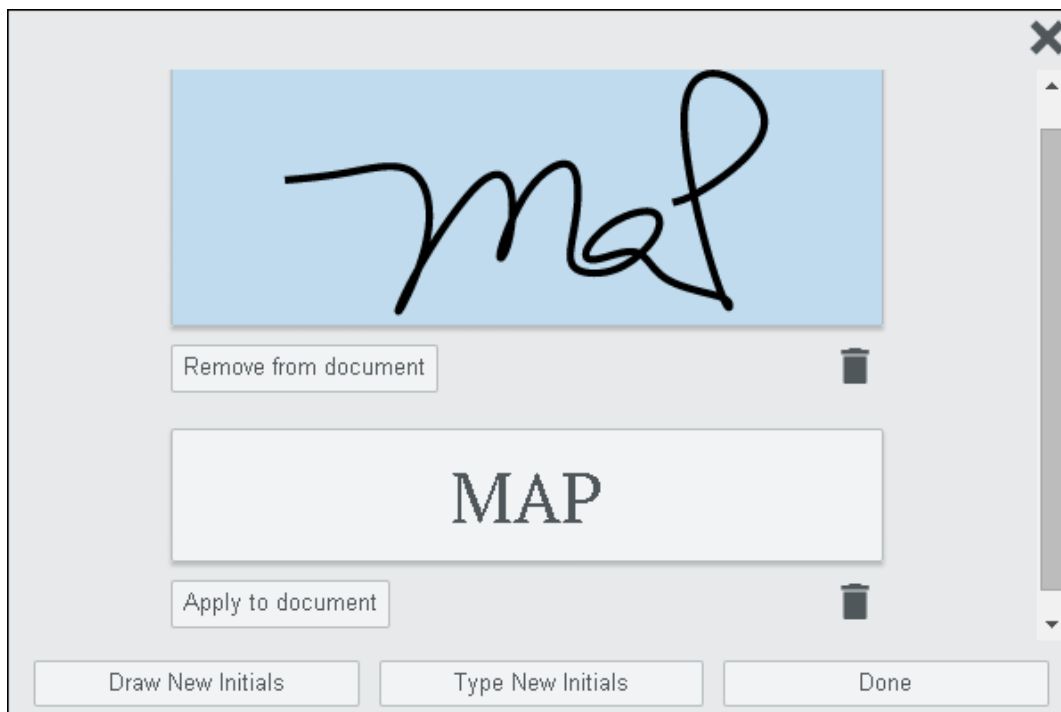 maP
Remove from document
MAP
Apply to document
Draw New Initials
Type New Initials
Done